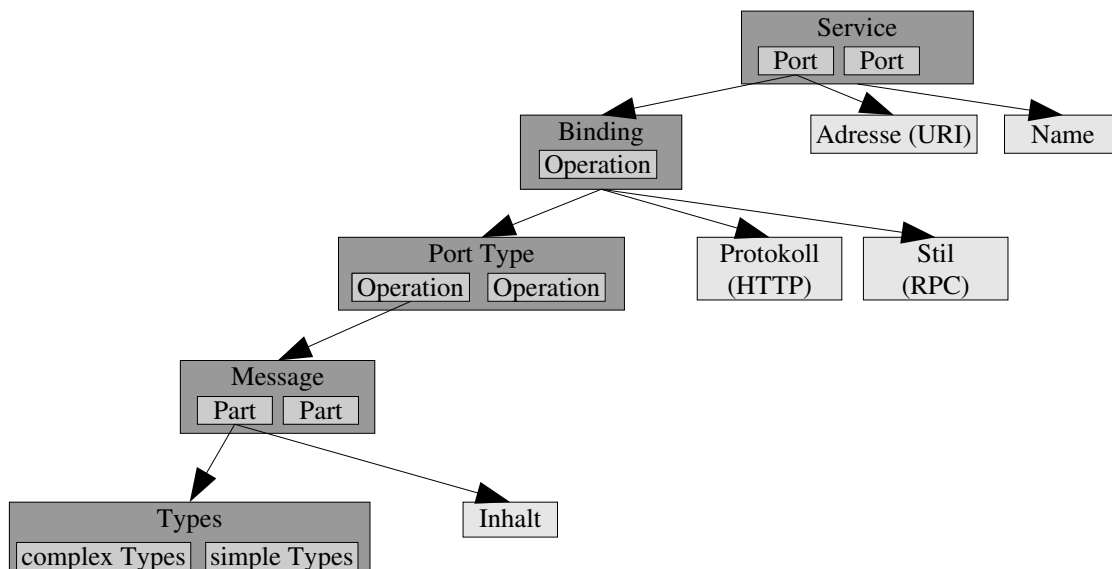 Service
Port Port
Binding
Operation
Adresse (URI)
Name
Port Type
Operation Operation
Protokoll
(HTTP)
Stil
(RPC)
Message
Part Part
Types
complex Types simple Types
Inhalt